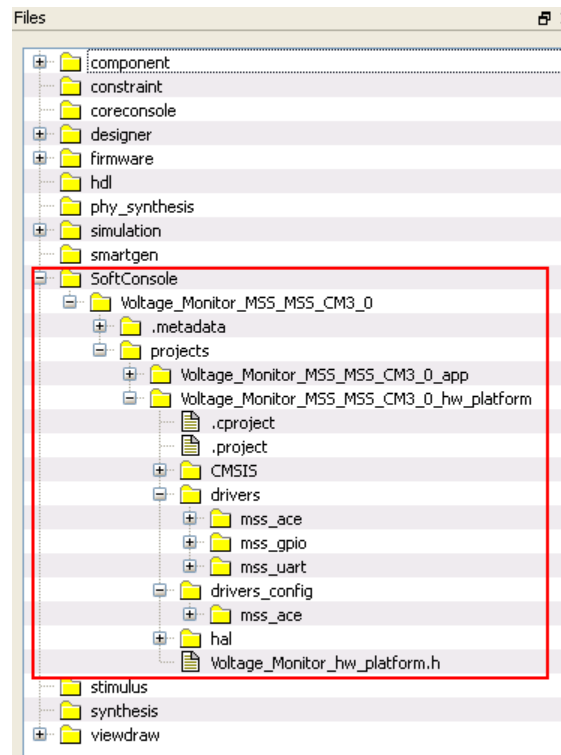 Files
component
constraint
coreconsole
designer
firmware
hdl
phy_synthesis
simulation
smartgen
SoftConsole
Voltage_Monitor_MSS_MSS_CM3_0
.metadata
projects
Voltage_Monitor_MSS_MSS_CM3_0_app
Voltage_Monitor_MSS_MSS_CM3_0_hw_platform
.cproject
.project
CMSIS
drivers
mss_ace
mss_gpio
mss_uart
drivers_config
mss_ace
hal
Voltage_Monitor_hw_platform.h
stimulus
synthesis
viewdraw